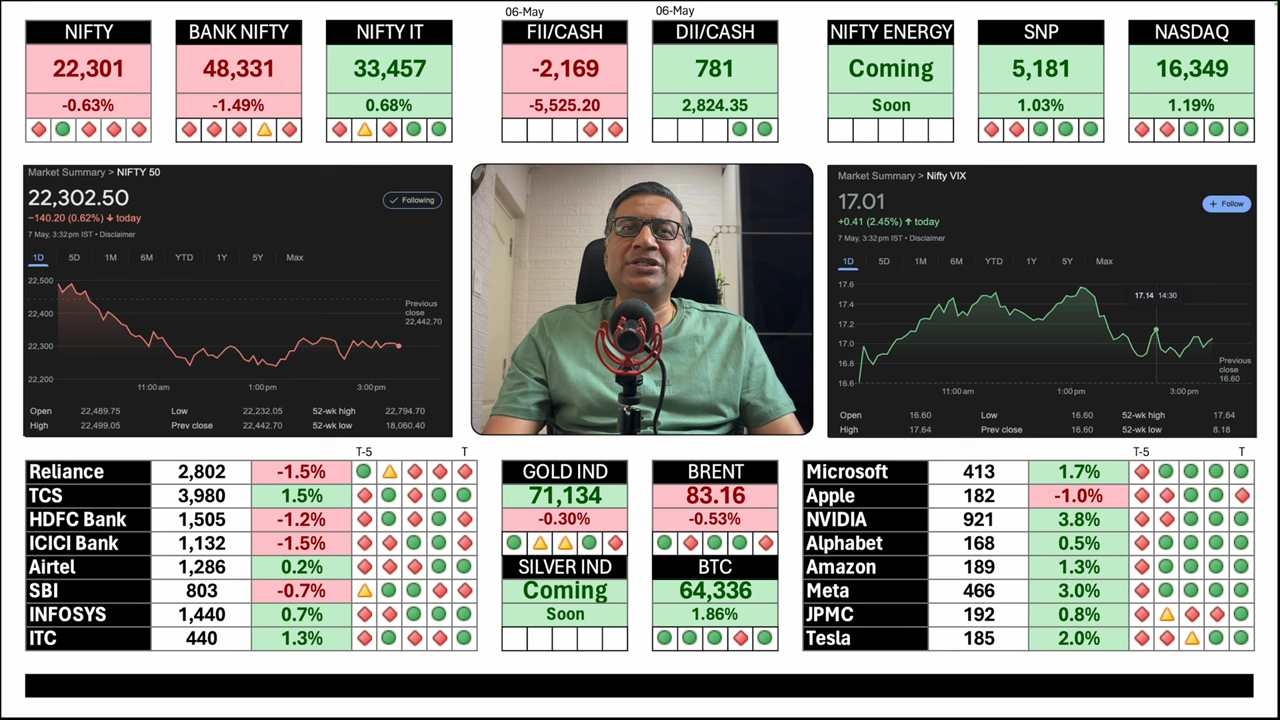 06-May
06-May
NIFTY
BANK NIFTY
NIFTY IT
FII/CASH
DII/CASH
NIFTY ENERGY
SNP
NASDAQ
22,301
48,331
33,457
-2,169
781
Coming
5,181
16,349
-0.63%
-1.49%
0.68%
-5,525.20
2,824.35
Soon
1.03%
1.19%
Market Summary > NIFTY 50
22,302.50
Following
−140.20 (0.62%) ↓ today
7 May, 3:32 pm IST • Disclaimer
1D 5D 1M 6M YTD 1Y 5Y Max
22,500
22,400
22,300
22,200
Previous
close
22,442.70
11:00 am 1:00 pm 3:00 pm
Open 22,489.75 Low 22,232.05 52-wk high 22,794.70
High 22,499.05 Prev close 22,442.70 52-wk low 18,060.40
Market Summary > Nifty VIX
17.01
+ Follow
+0.41 (2.45%) ↑ today
7 May, 3:32 pm IST • Disclaimer
1D 5D 1M 6M YTD 1Y 5Y Max
17.6
17.4
17.2
17.0
16.8
16.6
17.14 14:30
Previous
close
16.60
11:00 am 1:00 pm 3:00 pm
Open 16.60 Low 16.60 52-wk high 17.64
High 17.64 Prev close 16.60 52-wk low 8.18
T-5 T
Reliance 2,802 -1.5%
TCS 3,980 1.5%
HDFC Bank 1,505 -1.2%
ICICI Bank 1,132 -1.5%
Airtel 1,286 0.2%
SBI 803 -0.7%
INFOSYS 1,440 0.7%
ITC 440 1.3%
GOLD IND
71,134
-0.30%
SILVER IND
Coming
Soon
BRENT
83.16
-0.53%
BTC
64,336
1.86%
T-5 T
Microsoft 413 1.7%
Apple 182 -1.0%
NVIDIA 921 3.8%
Alphabet 168 0.5%
Amazon 189 1.3%
Meta 466 3.0%
JPMC 192 0.8%
Tesla 185 2.0%